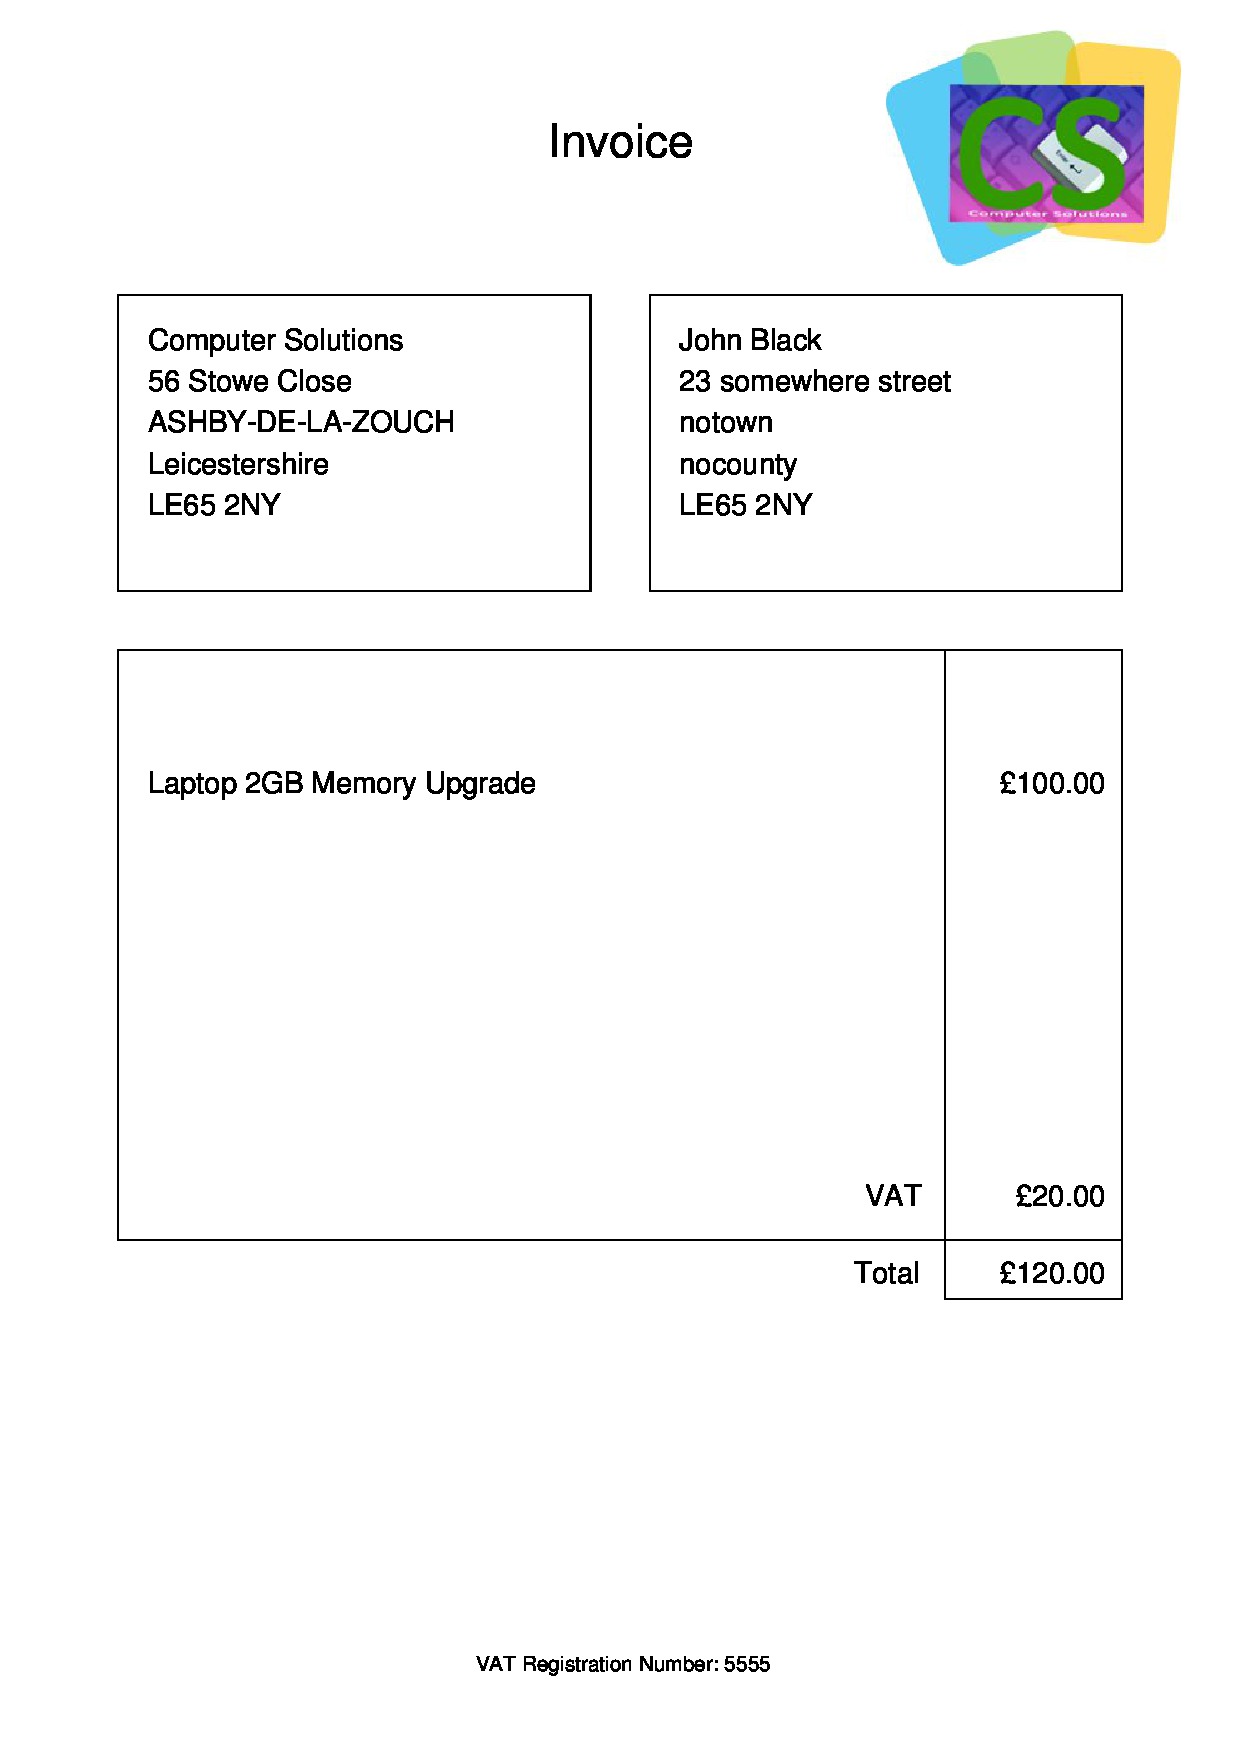 Invoice
CS
Enter
Computer Solutions
Computer Solutions
56 Stowe Close
ASHBY-DE-LA-ZOUCH
Leicestershire
LE65 2NY
John Black
23 somewhere street
notown
nocounty
LE65 2NY
Laptop 2GB Memory Upgrade £100.00
VAT £20.00
Total £120.00
VAT Registration Number: 5555